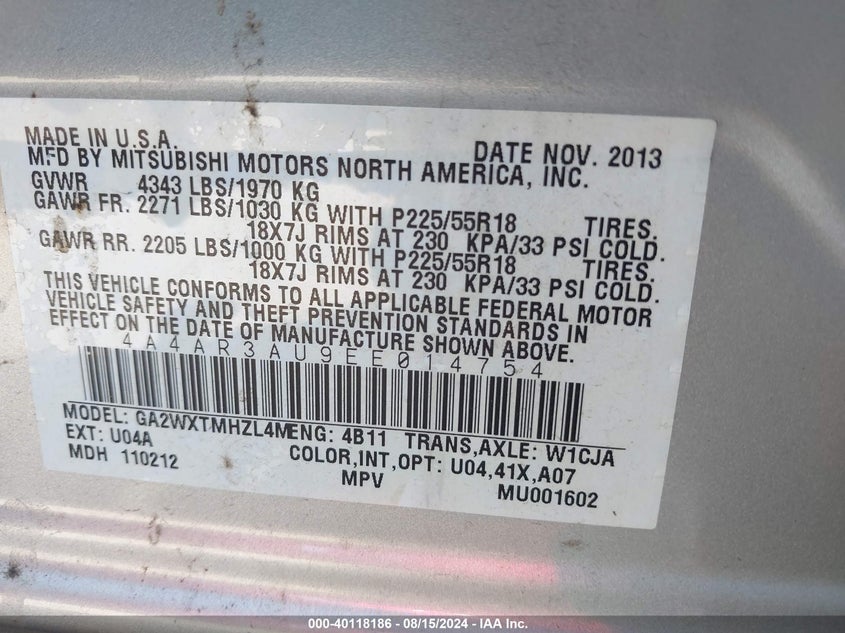 MADE IN U.S.A. DATE NOV. 2013
MFD BY MITSUBISHI MOTORS NORTH AMERICA, INC.
GVWR 4343 LBS/1970 KG
GAWR FR. 2271 LBS/1030 KG WITH P225/55R18 TIRES.
18X7J RIMS AT 230 KPA/33 PSI COLD.
GAWR RR. 2205 LBS/1000 KG WITH P225/55R18 TIRES.
18X7J RIMS AT 230 KPA/33 PSI COLD.
THIS VEHICLE CONFORMS TO ALL APPLICABLE FEDERAL MOTOR
VEHICLE SAFETY AND THEFT PREVENTION STANDARDS IN
EFFECT ON THE DATE OF MANUFACTURE SHOWN ABOVE.
4A4AR3AU9EE014754
MODEL: GA2WXTMHZL4M ENG: 4B11 TRANS,AXLE: W1CJA
EXT: U04A COLOR,INT,OPT: U04,41X,A07
MDH 110212 MPV MU001602
000-40118186 - 08/15/2024 - IAA Inc.